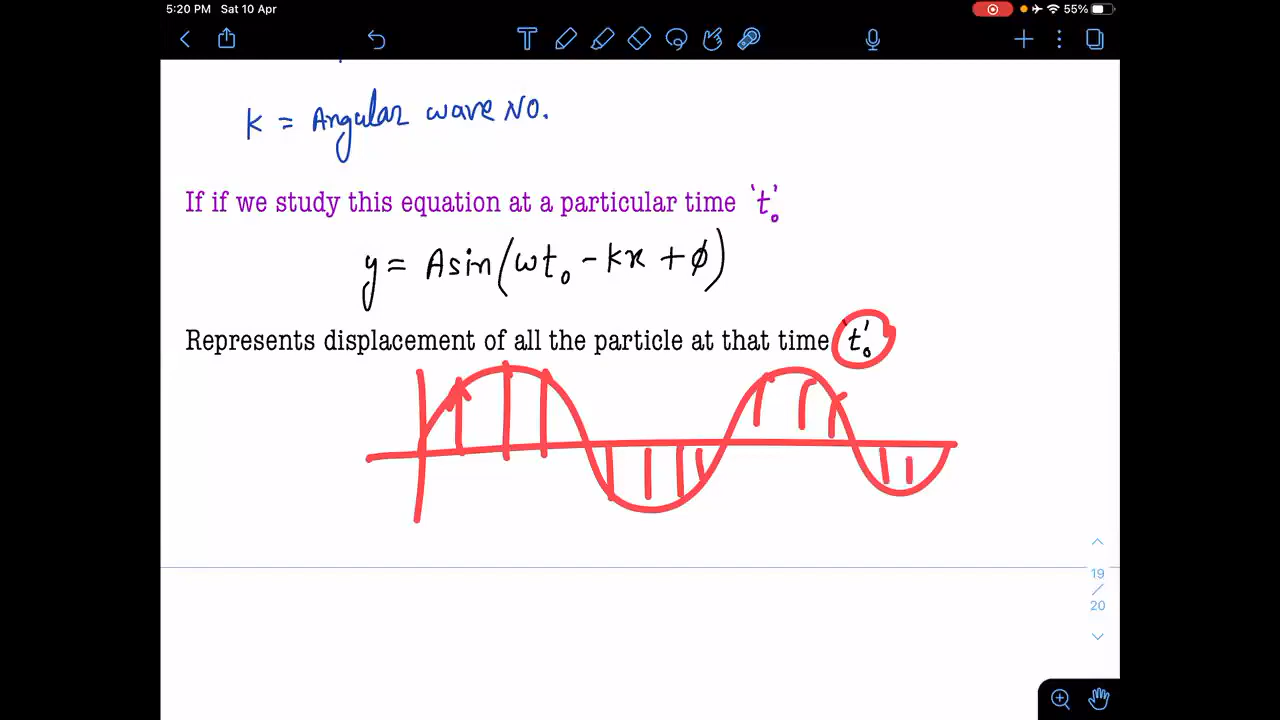 5:20 PM Sat 10 Apr
55%
T
K = Angular wave No.
If if we study this equation at a particular time 't₀'
y = Asin(ωt₀ - kx + ϕ)
Represents displacement of all the particle at that time 't₀'
19
/
20